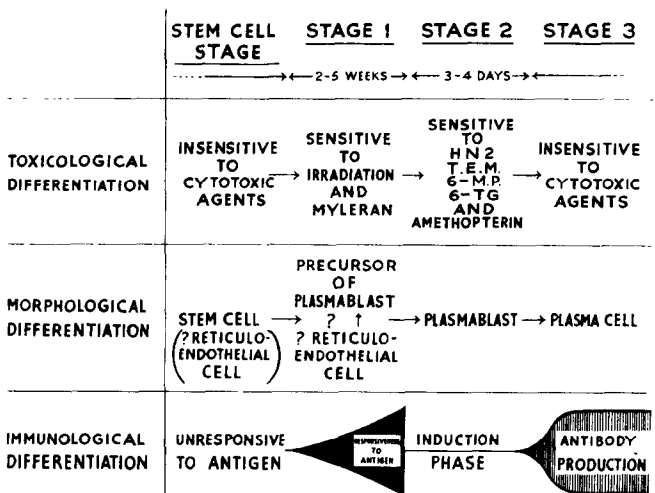 STEM CELL STAGE
STAGE 1
STAGE 2
STAGE 3
2-5 WEEKS
3-4 DAYS
TOXICOLOGICAL
DIFFERENTIATION
INSENSITIVE
TO
CYTOTOXIC
AGENTS
SENSITIVE
TO
IRRADIATION
AND
MYLERAN
SENSITIVE
TO
HN2
T.E.M.
6-M.P.
6-TG
AND
AMETHOPTERIN
INSENSITIVE
TO
CYTOTOXIC
AGENTS
MORPHOLOGICAL
DIFFERENTIATION
STEM CELL
(?RETICULO-
ENDOTHELIAL
CELL)
PRECURSOR
OF
PLASMABLAST
? ↑
? RETICULO-
ENDOTHELIAL
CELL
PLASMABLAST
PLASMA CELL
IMMUNOLOGICAL
DIFFERENTIATION
UNRESPONSIVE
TO ANTIGEN
RESPONSIVENESS
TO
ANTIGEN
INDUCTION
PHASE
ANTIBODY
PRODUCTION